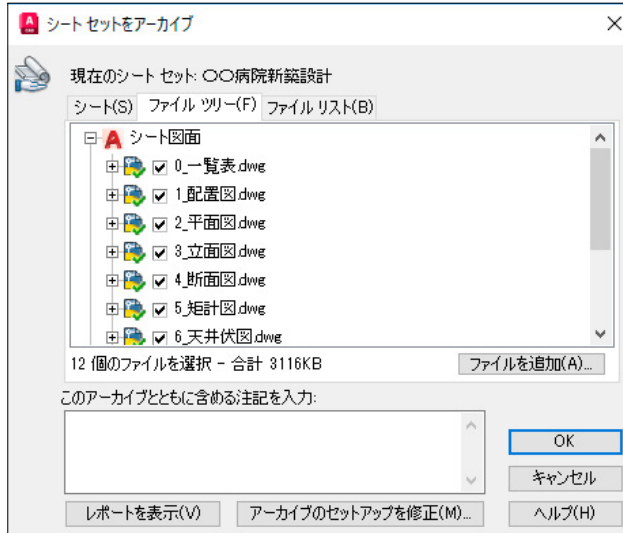 シート セットをアーカイブ
現在のシート セット: 〇〇病院新築設計
シート(S) ファイル ツリー(F) ファイル リスト(B)
シート図面
0_一覧表.dwg
1_配置図.dwg
2_平面図.dwg
3_立面図.dwg
4_断面図.dwg
5_矩計図.dwg
6_天井伏図.dwg
12 個のファイルを選択 - 合計 3116KB
ファイルを追加(A)...
このアーカイブとともに含める注記を入力:
OK
キャンセル
レポートを表示(V) アーカイブのセットアップを修正(M)... ヘルプ(H)